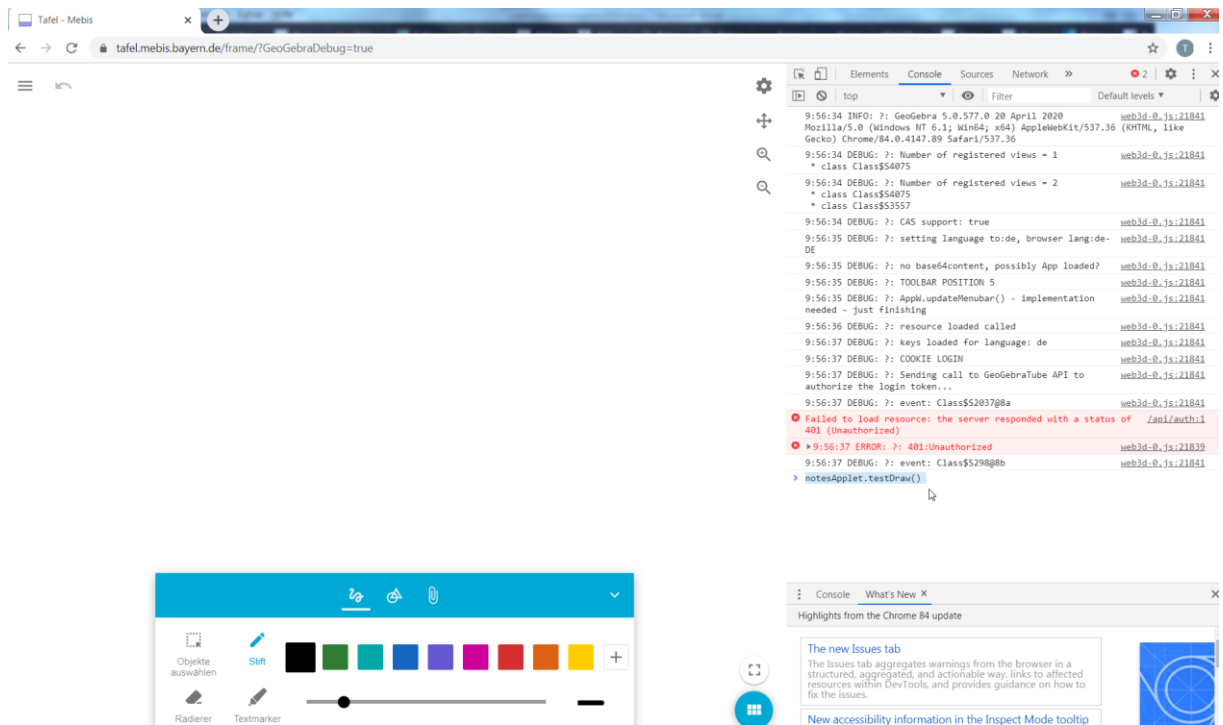 Tafel - Mebis
tafel.mebis.bayern.de/frame/?GeoGebraDebug=true
T
Elements Console Sources Network » 2
top Filter Default levels ▼
9:56:34 INFO: ?: GeoGebra 5.0.577.0 20 April 2020 web3d-0.js:21841
Mozilla/5.0 (Windows NT 6.1; Win64; x64) AppleWebKit/537.36 (KHTML, like
Gecko) Chrome/84.0.4147.89 Safari/537.36
9:56:34 DEBUG: ?: Number of registered views = 1 web3d-0.js:21841
* class Class$S4075
9:56:34 DEBUG: ?: Number of registered views = 2 web3d-0.js:21841
* class Class$S4075
* class Class$S3557
9:56:34 DEBUG: ?: CAS support: true web3d-0.js:21841
9:56:35 DEBUG: ?: setting language to:de, browser lang:de- web3d-0.js:21841
DE
9:56:35 DEBUG: ?: no base64content, possibly App loaded? web3d-0.js:21841
9:56:35 DEBUG: ?: TOOLBAR POSITION 5 web3d-0.js:21841
9:56:35 DEBUG: ?: AppW.updateMenubar() - implementation web3d-0.js:21841
needed - just finishing
9:56:36 DEBUG: ?: resource loaded called web3d-0.js:21841
9:56:37 DEBUG: ?: keys loaded for language: de web3d-0.js:21841
9:56:37 DEBUG: ?: COOKIE LOGIN web3d-0.js:21841
9:56:37 DEBUG: ?: Sending call to GeoGebraTube API to web3d-0.js:21841
authorize the login token...
9:56:37 DEBUG: ?: event: Class$S2037@8a web3d-0.js:21841
Failed to load resource: the server responded with a status of /api/auth:1
401 (Unauthorized)
9:56:37 ERROR: ?: 401:Unauthorized web3d-0.js:21839
9:56:37 DEBUG: ?: event: Class$S298@8b web3d-0.js:21841
> notesApplet.testDraw()
Console What's New ×
Highlights from the Chrome 84 update
The new Issues tab
The Issues tab aggregates warnings from the browser in a
structured, aggregated, and actionable way, links to affected
resources within DevTools, and provides guidance on how to
fix the issues.
New accessibility information in the Inspect Mode tooltip
Objekte
auswählen
Stift
Radierer
Textmarker